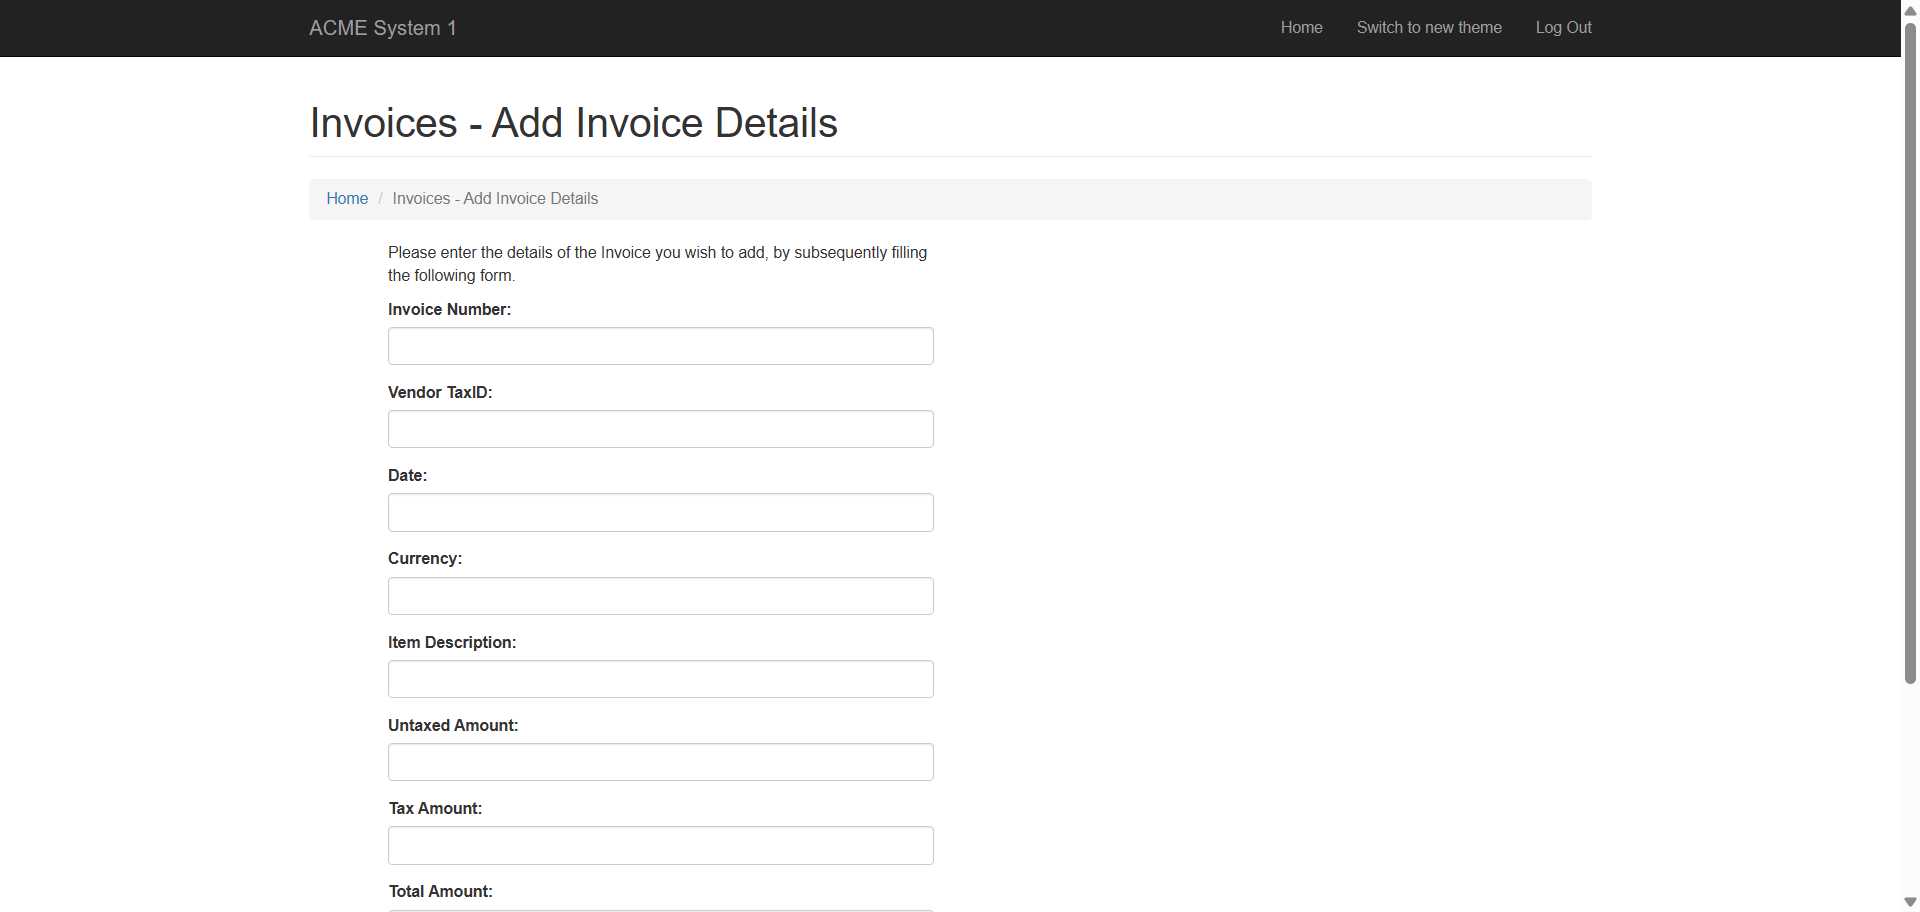 ACME System 1
Home
Switch to new theme
Log Out
Invoices - Add Invoice Details
Home / Invoices - Add Invoice Details
Please enter the details of the Invoice you wish to add, by subsequently filling
the following form.
Invoice Number:
Vendor TaxID:
Date:
Currency:
Item Description:
Untaxed Amount:
Tax Amount:
Total Amount: